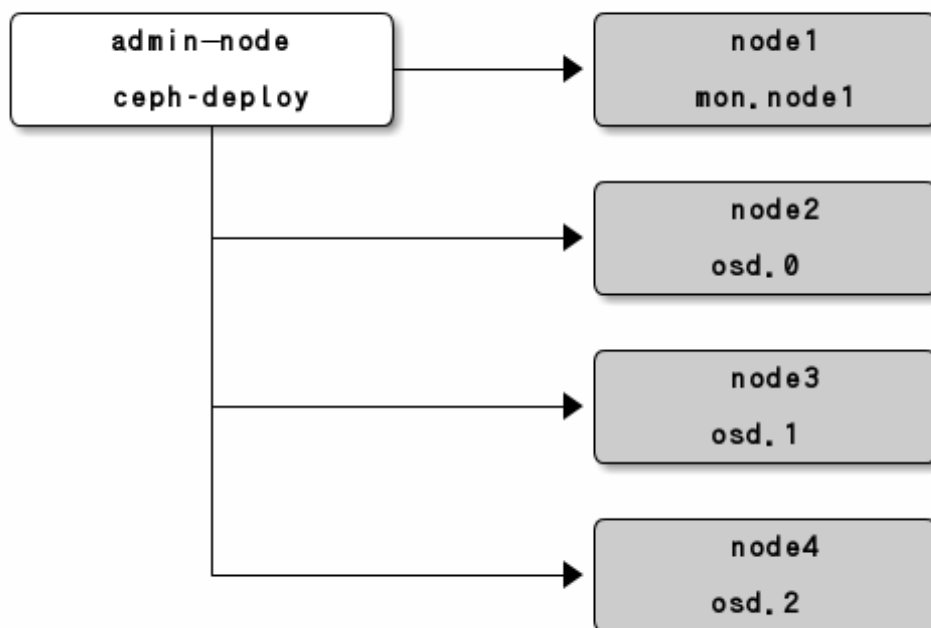 admin-node
ceph-deploy
node1
mon.node1
node2
osd.0
node3
osd.1
node4
osd.2